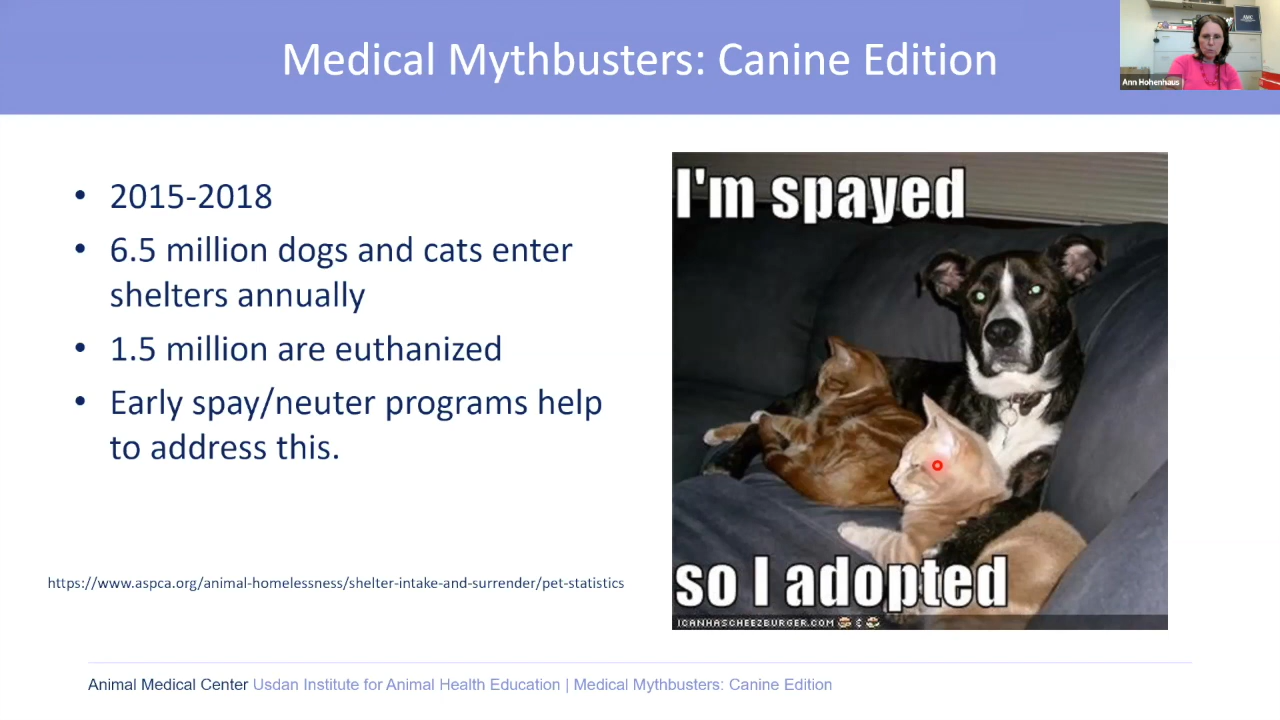 Medical Mythbusters: Canine Edition
AMC
Ann Hohenhaus
• 2015-2018
• 6.5 million dogs and cats enter
shelters annually
• 1.5 million are euthanized
• Early spay/neuter programs help
to address this.
https://www.aspca.org/animal-homelessness/shelter-intake-and-surrender/pet-statistics
I'm spayed
so I adopted
ICANHASCHEEZBURGER.COM
Animal Medical Center Usdan Institute for Animal Health Education | Medical Mythbusters: Canine Edition